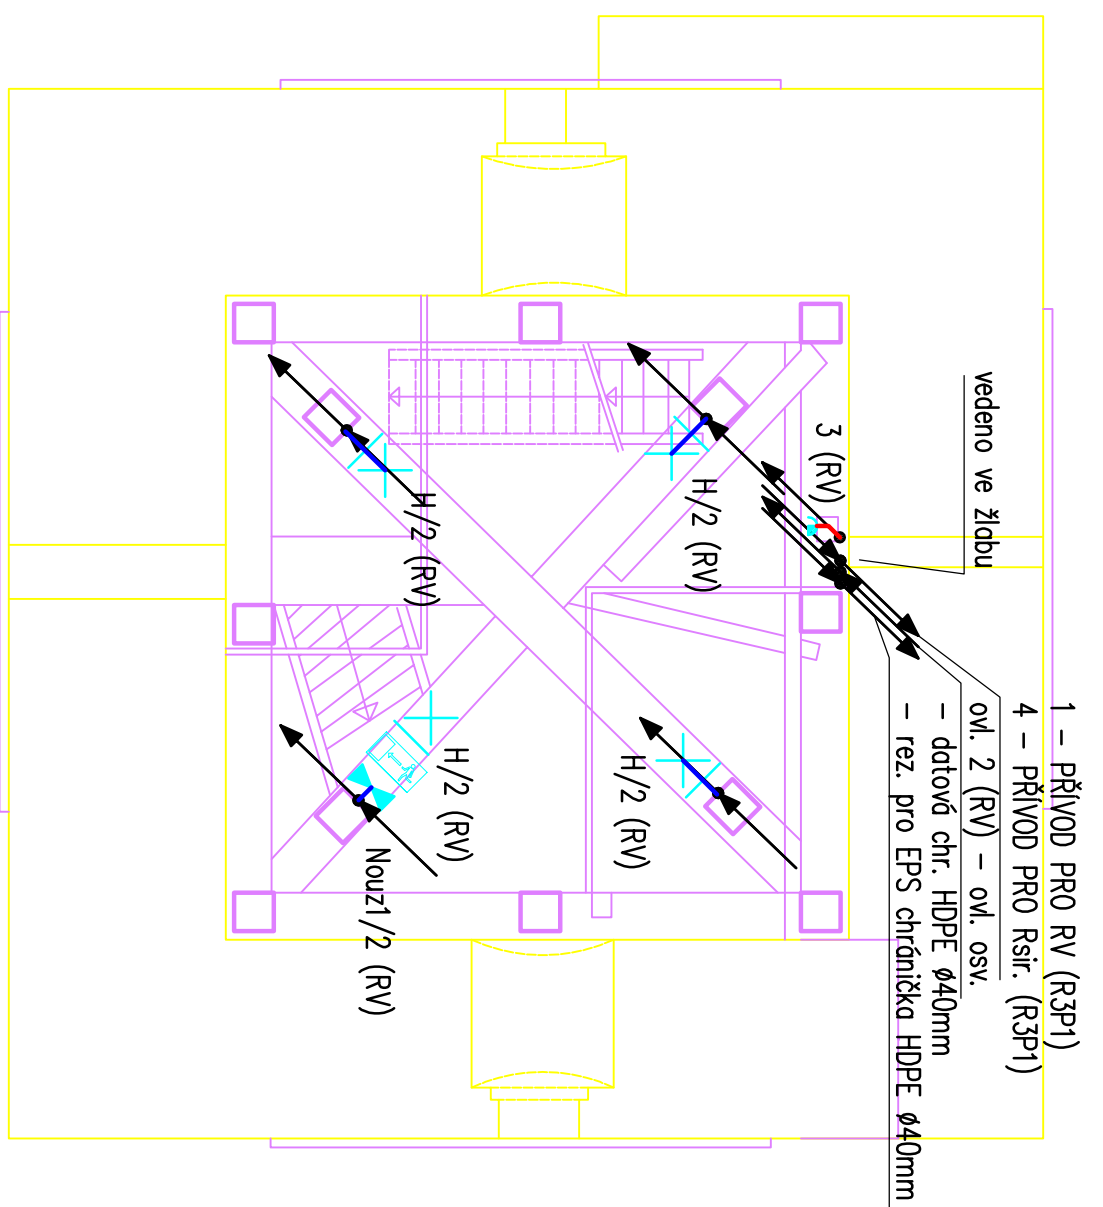 vedeno ve žlabu
1 – PŘÍVOD PRO RV (R3P1)
4 – PŘÍVOD PRO Rsir. (R3P1)
ovl. 2 (RV) – ovl. osv.
– datová chr. HDPE ø40mm
– rez. pro EPS chránička HDPE ø40mm
3 (RV)
H/2 (RV)
H/2 (RV)
H/2 (RV)
H/2 (RV)
Nouz1/2 (RV)